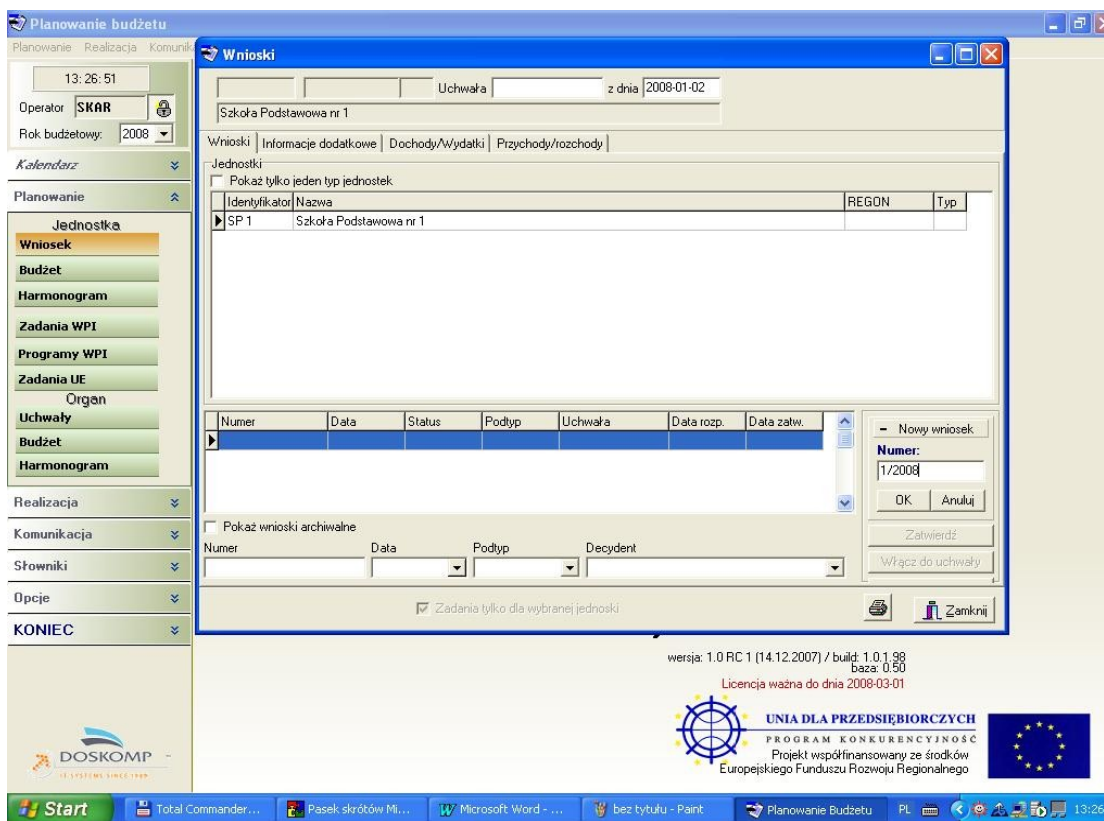 Planowanie budżetu
Planowanie Realizacja Komunik
13:26:51
Operator SKAR
Rok budżetowy: 2008
Kalendarz
Planowanie
Jednostka
Wniosek
Budżet
Harmonogram
Zadania WPI
Programy WPI
Zadania UE
Organ
Uchwały
Budżet
Harmonogram
Realizacja
Komunikacja
Słowniki
Opcje
KONIEC
DOSKOMP
IT SYSTEMS SINCE 1989
Wnioski
Uchwała z dnia 2008-01-02
Szkoła Podstawowa nr 1
Wnioski Informacje dodatkowe Dochody/Wydatki Przychody/rozchody
Jednostki
Pokaż tylko jeden typ jednostek
Identyfikator Nazwa REGON Typ
SP 1 Szkoła Podstawowa nr 1
Numer Data Status Podtyp Uchwała Data rozp. Data zatw.
Nowy wniosek
Numer:
1/2008
OK Anuluj
Zatwierdź
Włącz do uchwały
Pokaż wnioski archiwalne
Numer Data Podtyp Decydent
Zadania tylko dla wybranej jednoski
Zamknij
wersja: 1.0 RC 1 (14.12.2007) / build: 1.0.1.98
baza: 0.50
Licencja ważna do dnia 2008-03-01
UNIA DLA PRZEDSIĘBIORCZYCH
PROGRAM KONKURENCYJNOŚĆ
Projekt współfinansowany ze środków
Europejskiego Funduszu Rozwoju Regionalnego
Start Total Commander... Pasek skrótów Mi... Microsoft Word - ... bez tytułu - Paint Planowanie Budżetu PL 13:26